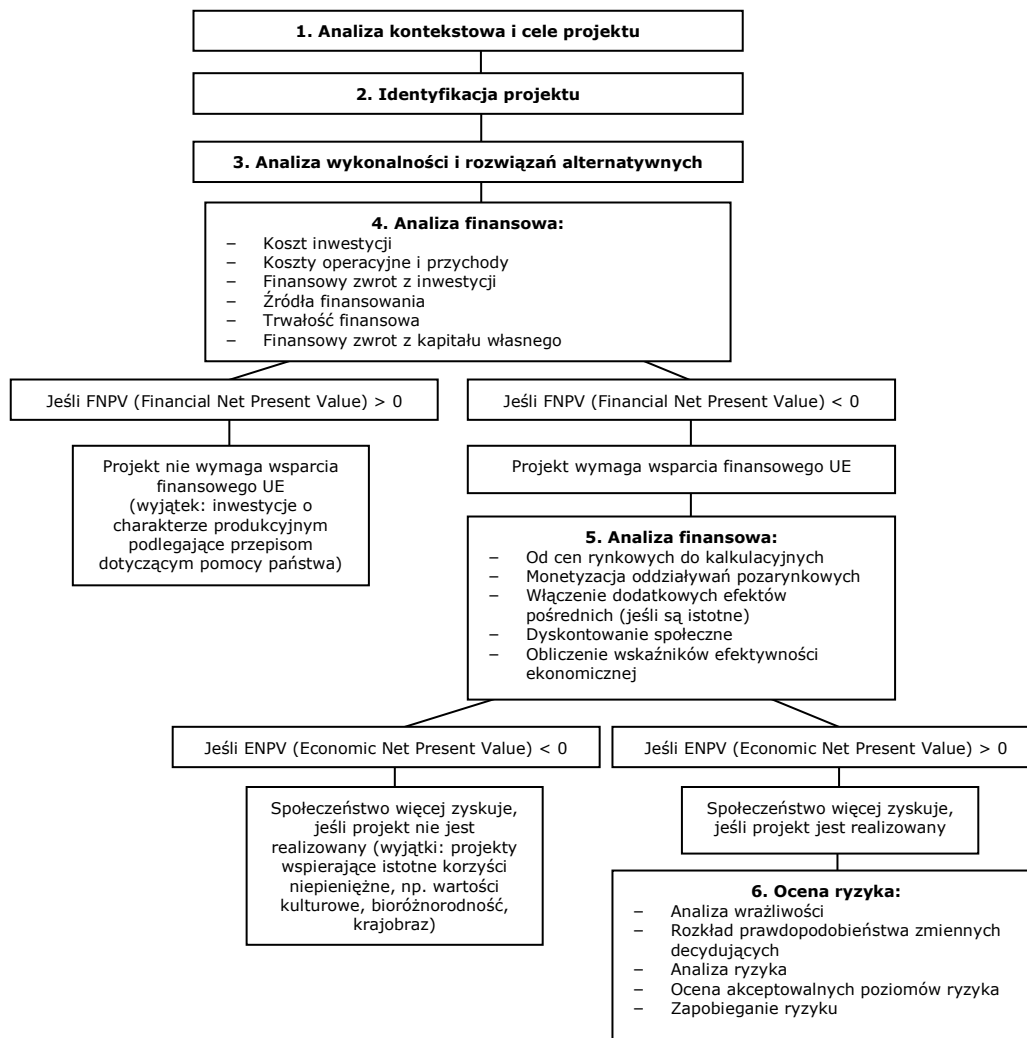 1. Analiza kontekstowa i cele projektu
2. Identyfikacja projektu
3. Analiza wykonalności i rozwiązań alternatywnych
4. Analiza finansowa:
– Koszt inwestycji
– Koszty operacyjne i przychody
– Finansowy zwrot z inwestycji
– Źródła finansowania
– Trwałość finansowa
– Finansowy zwrot z kapitału własnego
Jeśli FNPV (Financial Net Present Value) > 0
Jeśli FNPV (Financial Net Present Value) < 0
Projekt nie wymaga wsparcia
finansowego UE
(wyjątek: inwestycje o
charakterze produkcyjnym
podlegające przepisom
dotyczącym pomocy państwa)
Projekt wymaga wsparcia finansowego UE
5. Analiza finansowa:
– Od cen rynkowych do kalkulacyjnych
– Monetyzacja oddziaływań pozarynkowych
– Włączenie dodatkowych efektów
pośrednich (jeśli są istotne)
– Dyskontowanie społeczne
– Obliczenie wskaźników efektywności
ekonomicznej
Jeśli ENPV (Economic Net Present Value) < 0
Jeśli ENPV (Economic Net Present Value) > 0
Społeczeństwo więcej zyskuje,
jeśli projekt nie jest
realizowany (wyjątki: projekty
wspierające istotne korzyści
niepieniężne, np. wartości
kulturowe, bioróżnorodność,
krajobraz)
Społeczeństwo więcej zyskuje,
jeśli projekt jest realizowany
6. Ocena ryzyka:
– Analiza wrażliwości
– Rozkład prawdopodobieństwa zmiennych
decydujących
– Analiza ryzyka
– Ocena akceptowalnych poziomów ryzyka
– Zapobieganie ryzyku